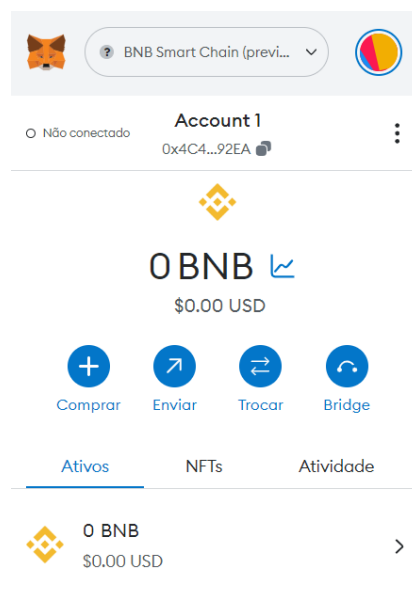 BNB Smart Chain (previ...
Não conectado
Account 1
0x4C4...92EA
0 BNB
$0.00 USD
Comprar
Enviar
Trocar
Bridge
Ativos
NFTs
Atividade
0 BNB
$0.00 USD